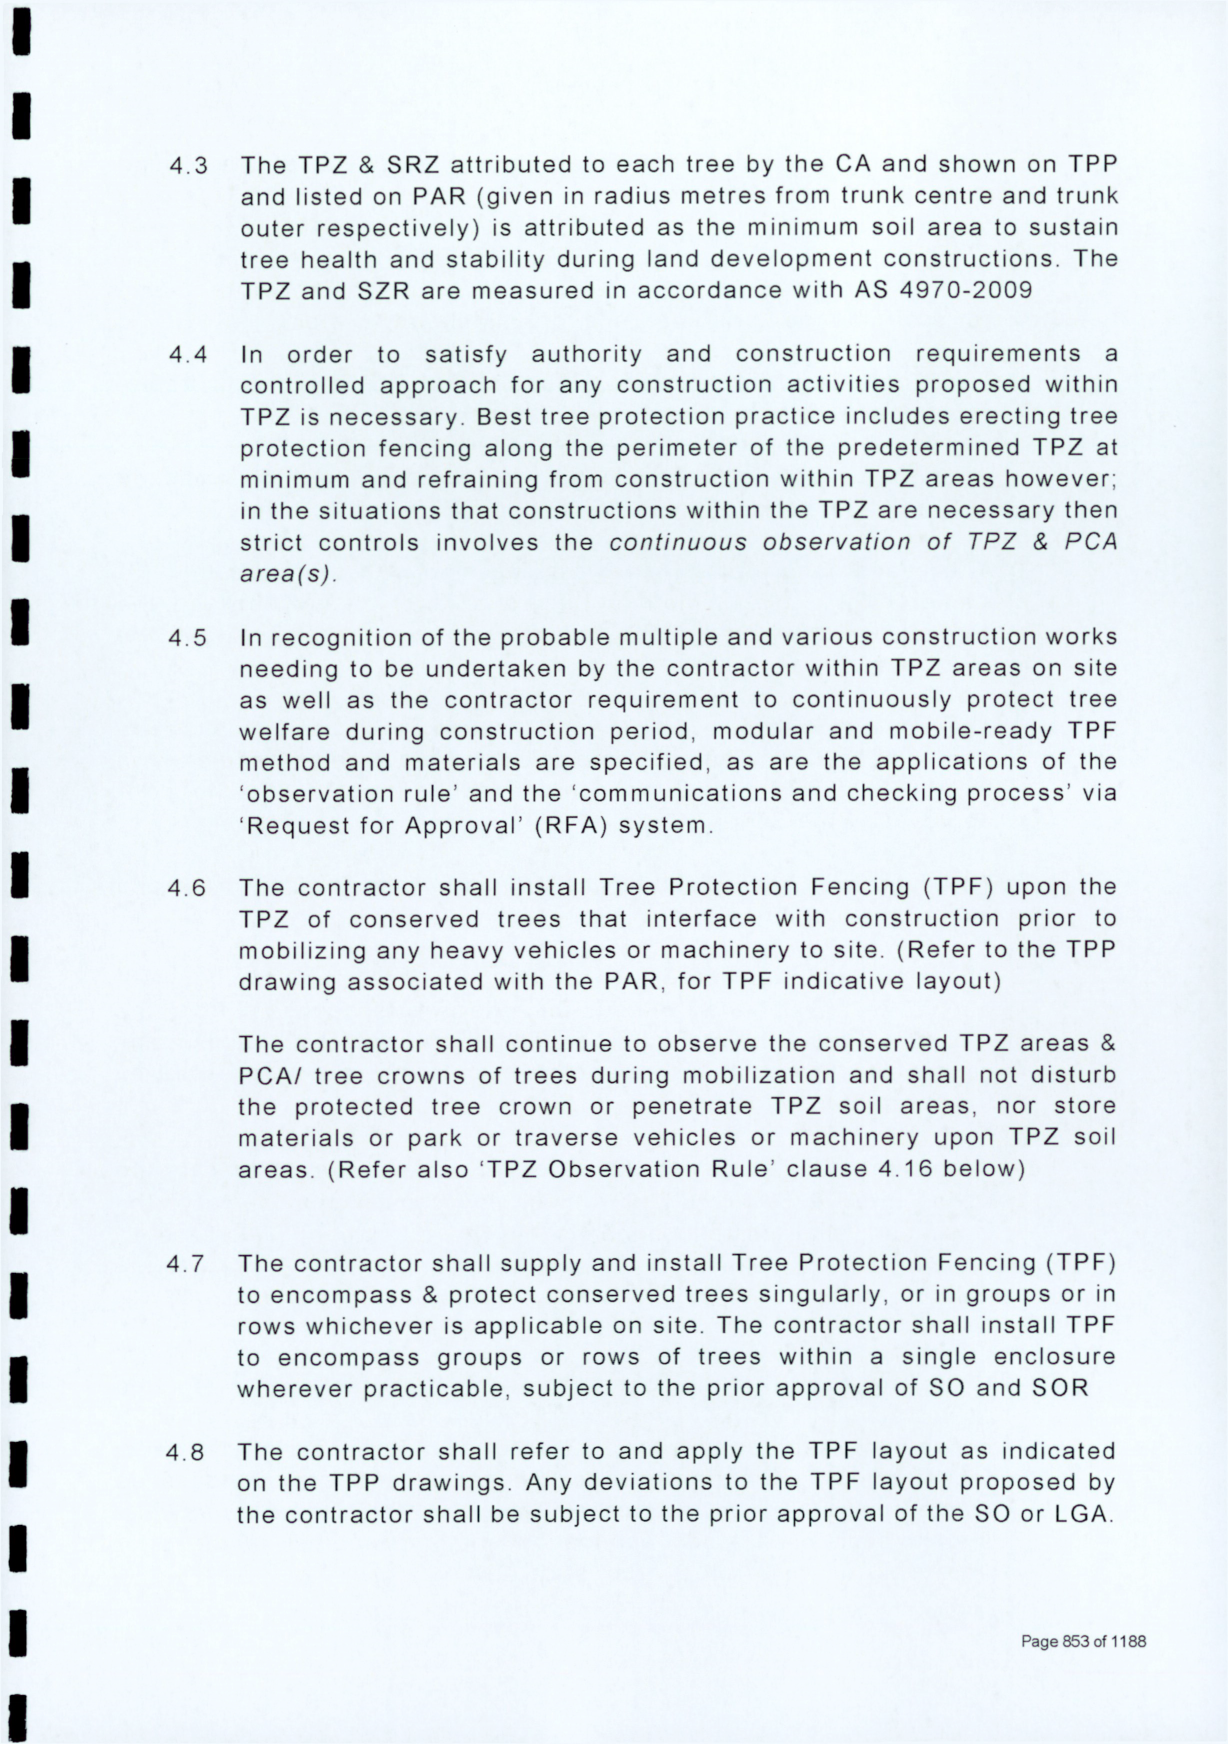 4.3 The TPZ & SRZ attributed to each tree by the CA and shown on TPP
and listed on PAR (given in radius metres from trunk centre and trunk
outer respectively) is attributed as the minimum soil area to sustain
tree health and stability during land development constructions. The
TPZ and SZR are measured in accordance with AS 4970-2009
4.4 In order to satisfy authority and construction requirements a
controlled approach for any construction activities proposed within
TPZ is necessary. Best tree protection practice includes erecting tree
protection fencing along the perimeter of the predetermined TPZ at
minimum and refraining from construction within TPZ areas however;
in the situations that constructions within the TPZ are necessary then
strict controls involves the continuous observation of TPZ & PCA
area(s).
4.5 In recognition of the probable multiple and various construction works
needing to be undertaken by the contractor within TPZ areas on site
as well as the contractor requirement to continuously protect tree
welfare during construction period, modular and mobile-ready TPF
method and materials are specified, as are the applications of the
‘observation rule’ and the ‘communications and checking process’ via
‘Request for Approval’ (RFA) system.
4.6 The contractor shall install Tree Protection Fencing (TPF) upon the
TPZ of conserved trees that interface with construction prior to
mobilizing any heavy vehicles or machinery to site. (Refer to the TPP
drawing associated with the PAR, for TPF indicative layout)
The contractor shall continue to observe the conserved TPZ areas &
PCA/ tree crowns of trees during mobilization and shall not disturb
the protected tree crown or penetrate TPZ soil areas, nor store
materials or park or traverse vehicles or machinery upon TPZ soil
areas. (Refer also ‘TPZ Observation Rule’ clause 4.16 below)
4.7 The contractor shall supply and install Tree Protection Fencing (TPF)
to encompass & protect conserved trees singularly, or in groups or in
rows whichever is applicable on site. The contractor shall install TPF
to encompass groups or rows of trees within a single enclosure
wherever practicable, subject to the prior approval of SO and SOR
4.8 The contractor shall refer to and apply the TPF layout as indicated
on the TPP drawings. Any deviations to the TPF layout proposed by
the contractor shall be subject to the prior approval of the SO or LGA.
Page 853 of 1188